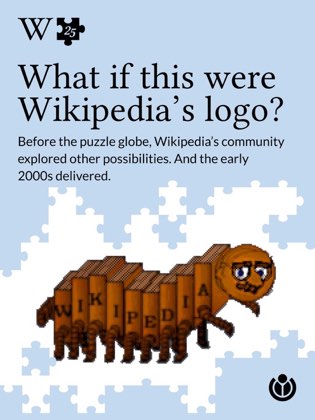 W 25
What if this were
Wikipedia’s logo?
Before the puzzle globe, Wikipedia’s community
explored other possibilities. And the early
2000s delivered.
WIKIPEDIA